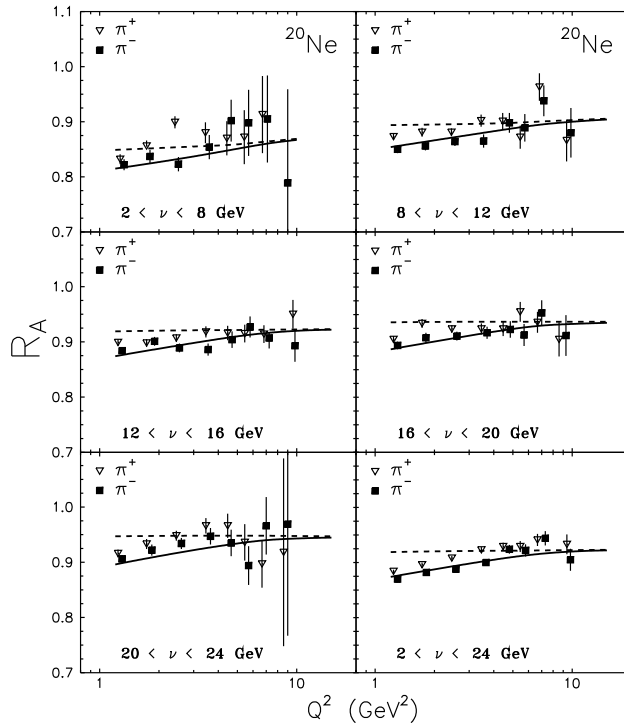 1.1
▽ π⁺
■ π⁻
²⁰Ne
▽ π⁺
■ π⁻
²⁰Ne
1.0
0.9
0.8
2 < ν < 8 GeV
8 < ν < 12 GeV
0.7
▽ π⁺
■ π⁻
▽ π⁺
■ π⁻
1.0
R_A
0.9
0.8
12 < ν < 16 GeV
16 < ν < 20 GeV
0.7
▽ π⁺
■ π⁻
▽ π⁺
■ π⁻
1.0
0.9
0.8
20 < ν < 24 GeV
2 < ν < 24 GeV
0.7
1 10 1 10
Q² (GeV²)